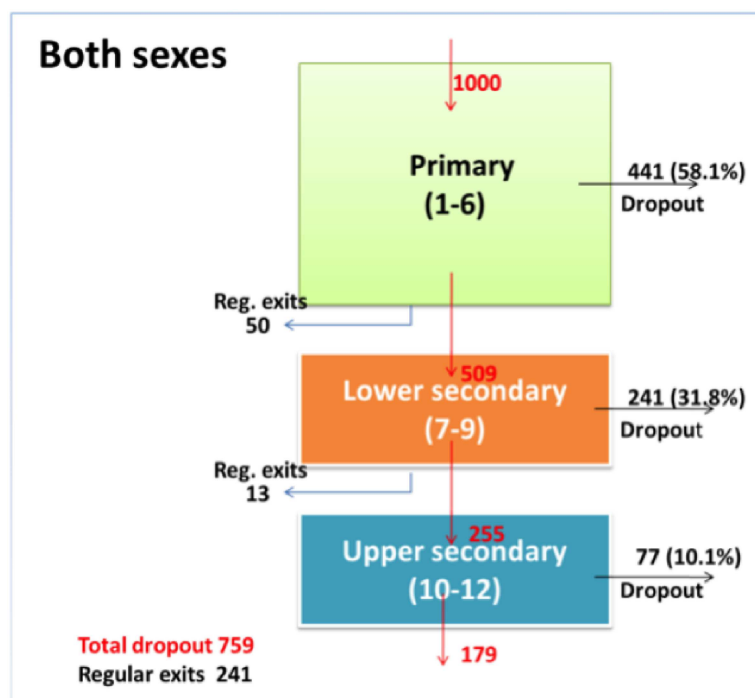 Both sexes
1000
Primary
(1-6)
441 (58.1%)
Dropout
Reg. exits
50
509
Lower secondary
(7-9)
241 (31.8%)
Dropout
Reg. exits
13
255
Upper secondary
(10-12)
77 (10.1%)
Dropout
Total dropout 759
179
Regular exits 241